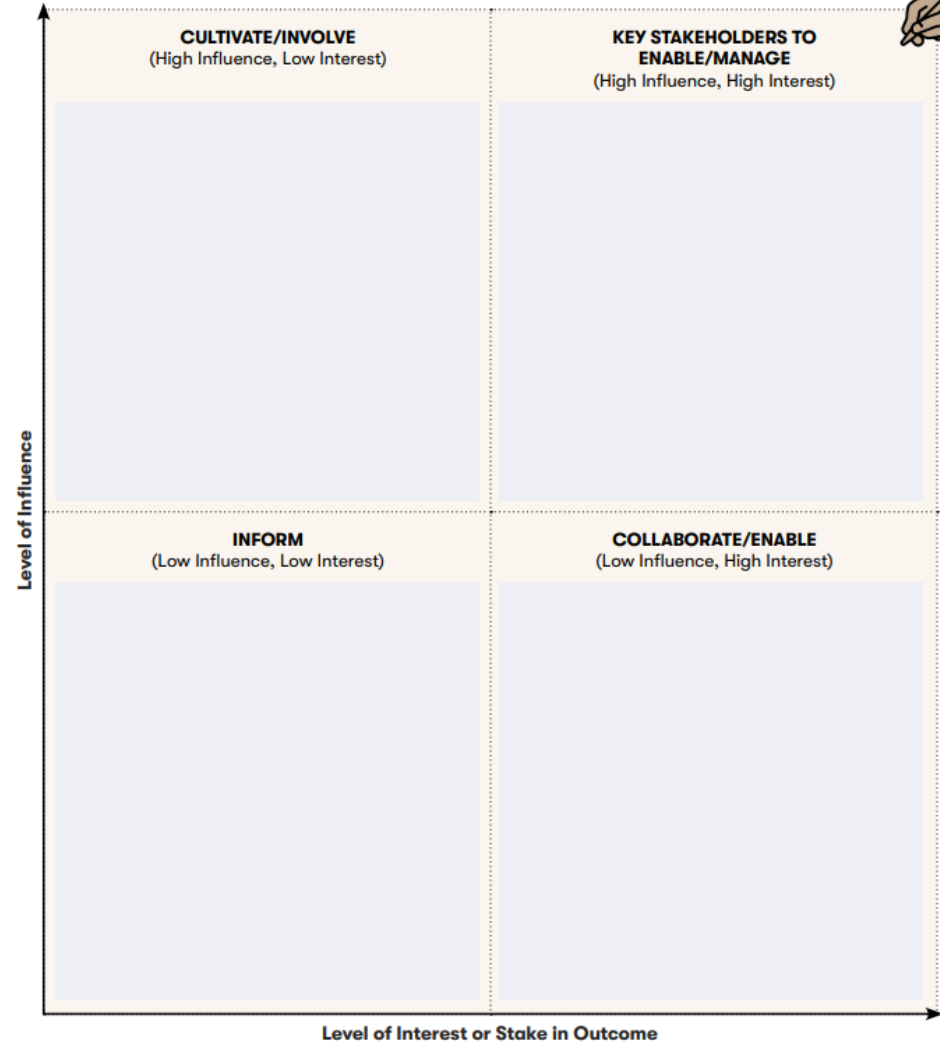 CULTIVATE/INVOLVE
(High Influence, Low Interest)
KEY STAKEHOLDERS TO
ENABLE/MANAGE
(High Influence, High Interest)
Level of Influence
INFORM
(Low Influence, Low Interest)
COLLABORATE/ENABLE
(Low Influence, High Interest)
Level of Interest or Stake in Outcome